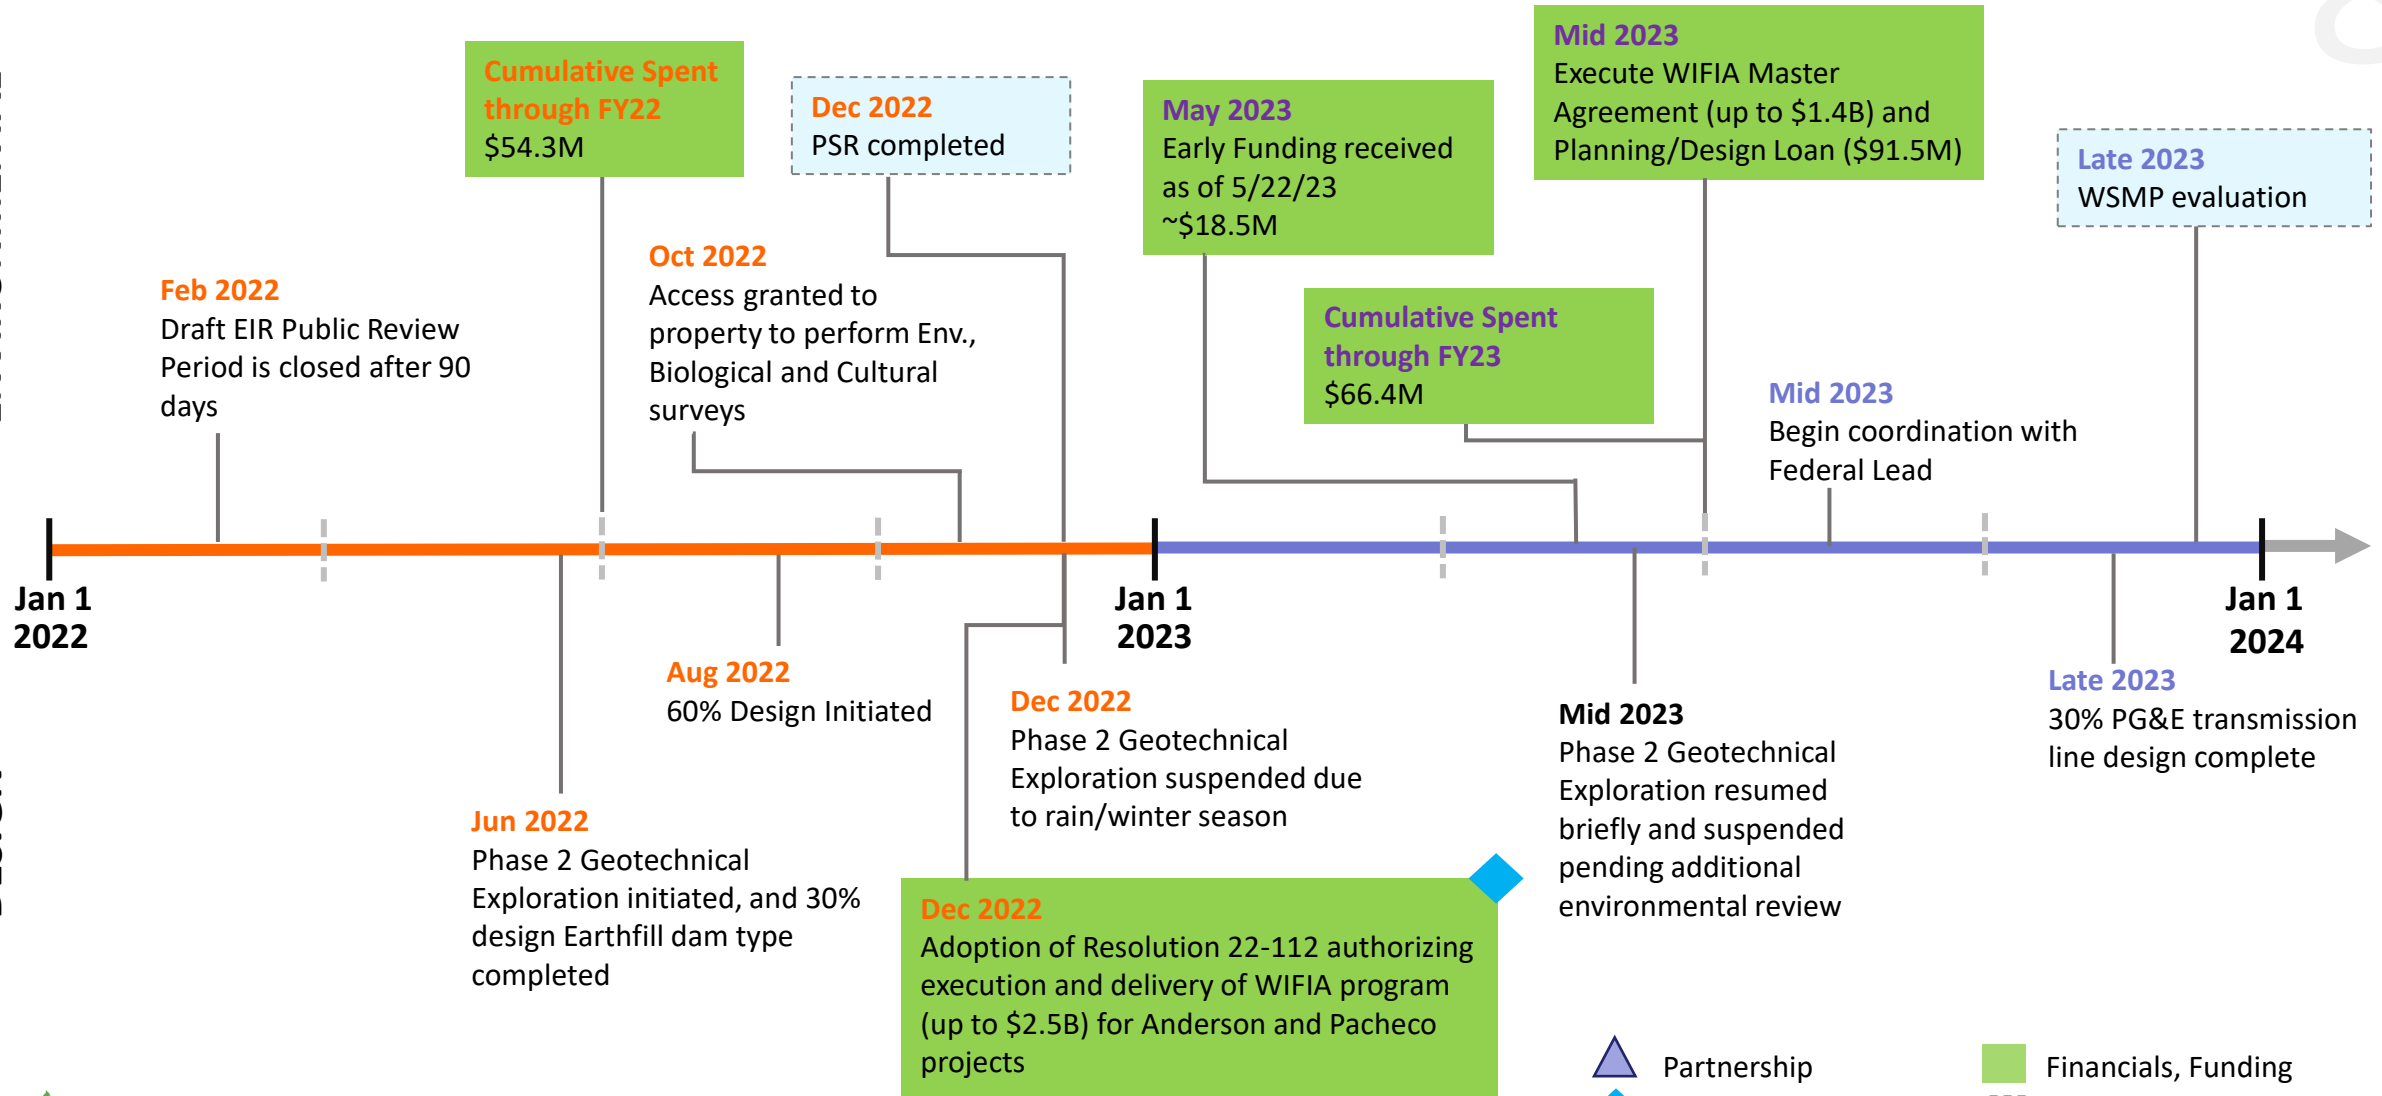 Cumulative Spent
through FY22
$54.3M
Dec 2022
PSR completed
May 2023
Early Funding received
as of 5/22/23
~$18.5M
Mid 2023
Execute WIFIA Master
Agreement (up to $1.4B) and
Planning/Design Loan ($91.5M)
Late 2023
WSMP evaluation
Feb 2022
Draft EIR Public Review
Period is closed after 90
days
Oct 2022
Access granted to
property to perform Env.,
Biological and Cultural
surveys
Cumulative Spent
through FY23
$66.4M
Mid 2023
Begin coordination with
Federal Lead
Jan 1
2022
Jan 1
2023
Jan 1
2024
Jun 2022
Phase 2 Geotechnical
Exploration initiated, and 30%
design Earthfill dam type
completed
Aug 2022
60% Design Initiated
Dec 2022
Phase 2 Geotechnical
Exploration suspended due
to rain/winter season
Dec 2022
Adoption of Resolution 22-112 authorizing
execution and delivery of WIFIA program
(up to $2.5B) for Anderson and Pacheco
projects
Mid 2023
Phase 2 Geotechnical
Exploration resumed
briefly and suspended
pending additional
environmental review
Late 2023
30% PG&E transmission
line design complete
Partnership
Financials, Funding